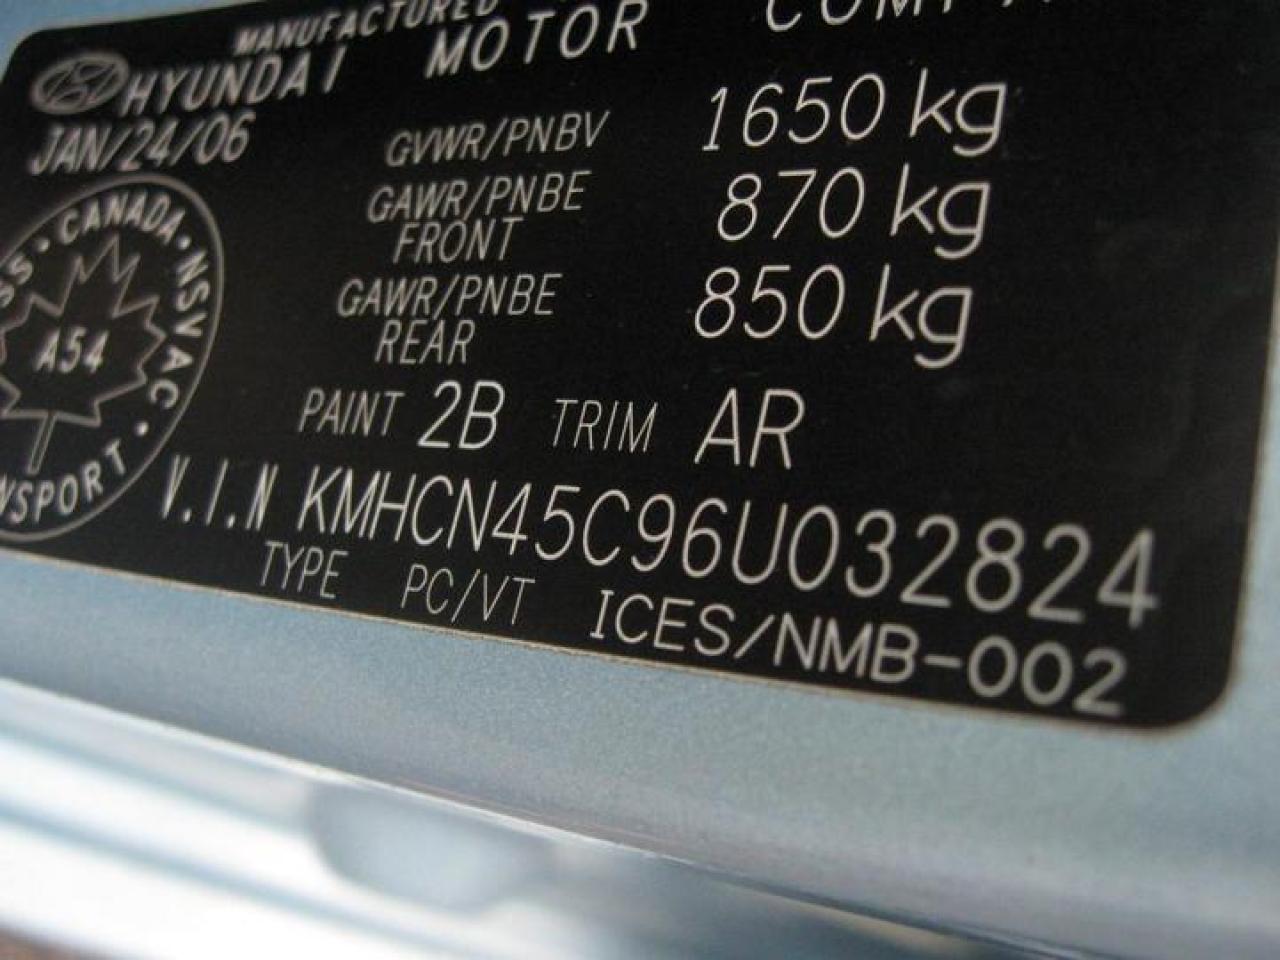 MANUFACTURED
HYUNDAI MOTOR
JAN/24/06
GVWR/PNBV 1650 kg
GAWR/PNBE FRONT 870 kg
GAWR/PNBE REAR 850 kg
CANADA · NSVAC ·
A54
PAINT 2B TRIM AR
V.I.N KMHCN45C96U032824
TYPE PC/VT ICES/NMB-002